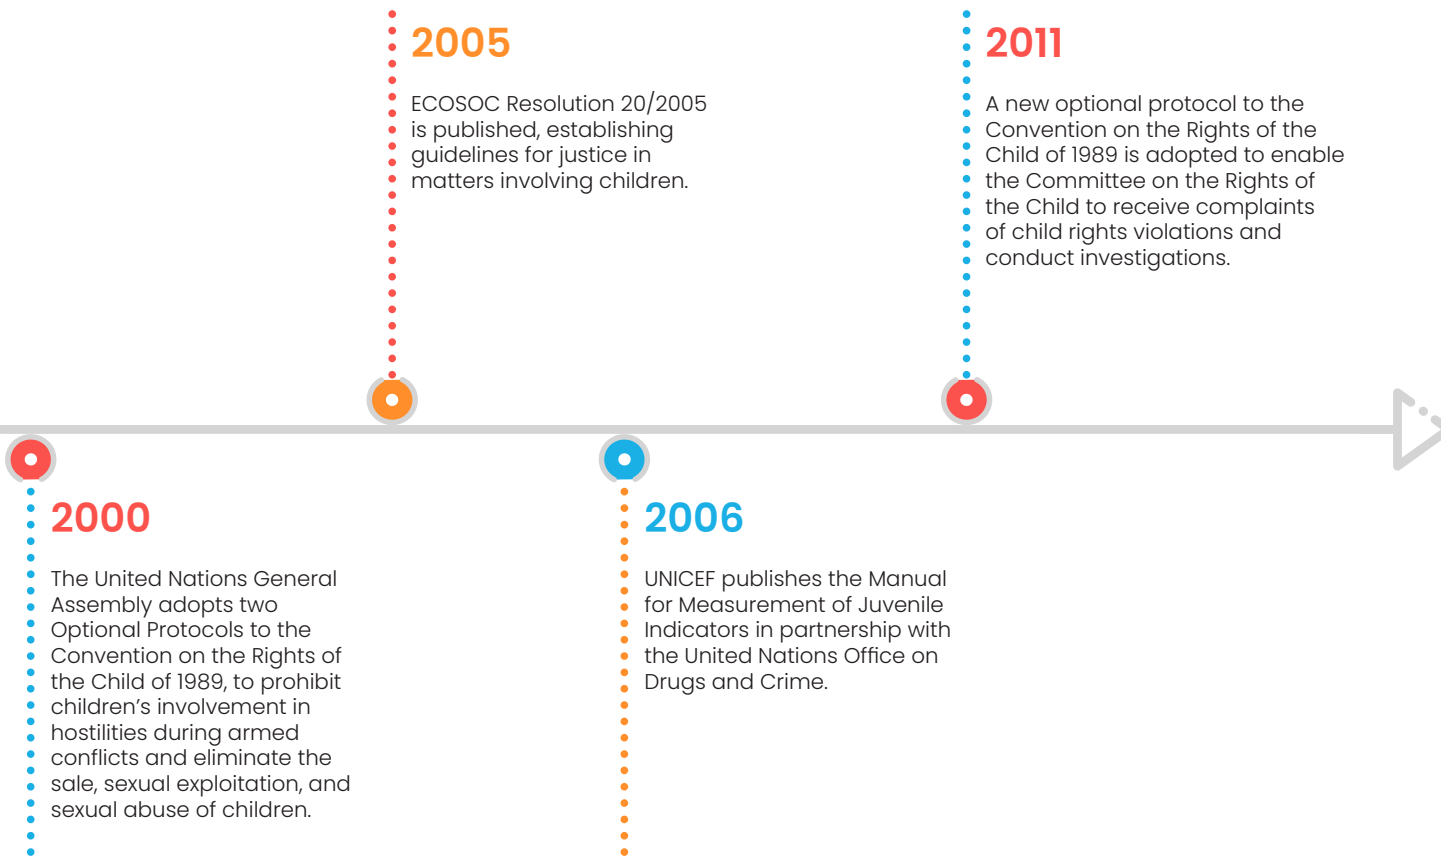 2005
ECOSOC Resolution 20/2005
is published, establishing
guidelines for justice in
matters involving children.
2011
A new optional protocol to the
Convention on the Rights of the
Child of 1989 is adopted to enable
the Committee on the Rights of
the Child to receive complaints
of child rights violations and
conduct investigations.
2000
The United Nations General
Assembly adopts two
Optional Protocols to the
Convention on the Rights of
the Child of 1989, to prohibit
children’s involvement in
hostilities during armed
conflicts and eliminate the
sale, sexual exploitation, and
sexual abuse of children.
2006
UNICEF publishes the Manual
for Measurement of Juvenile
Indicators in partnership with
the United Nations Office on
Drugs and Crime.